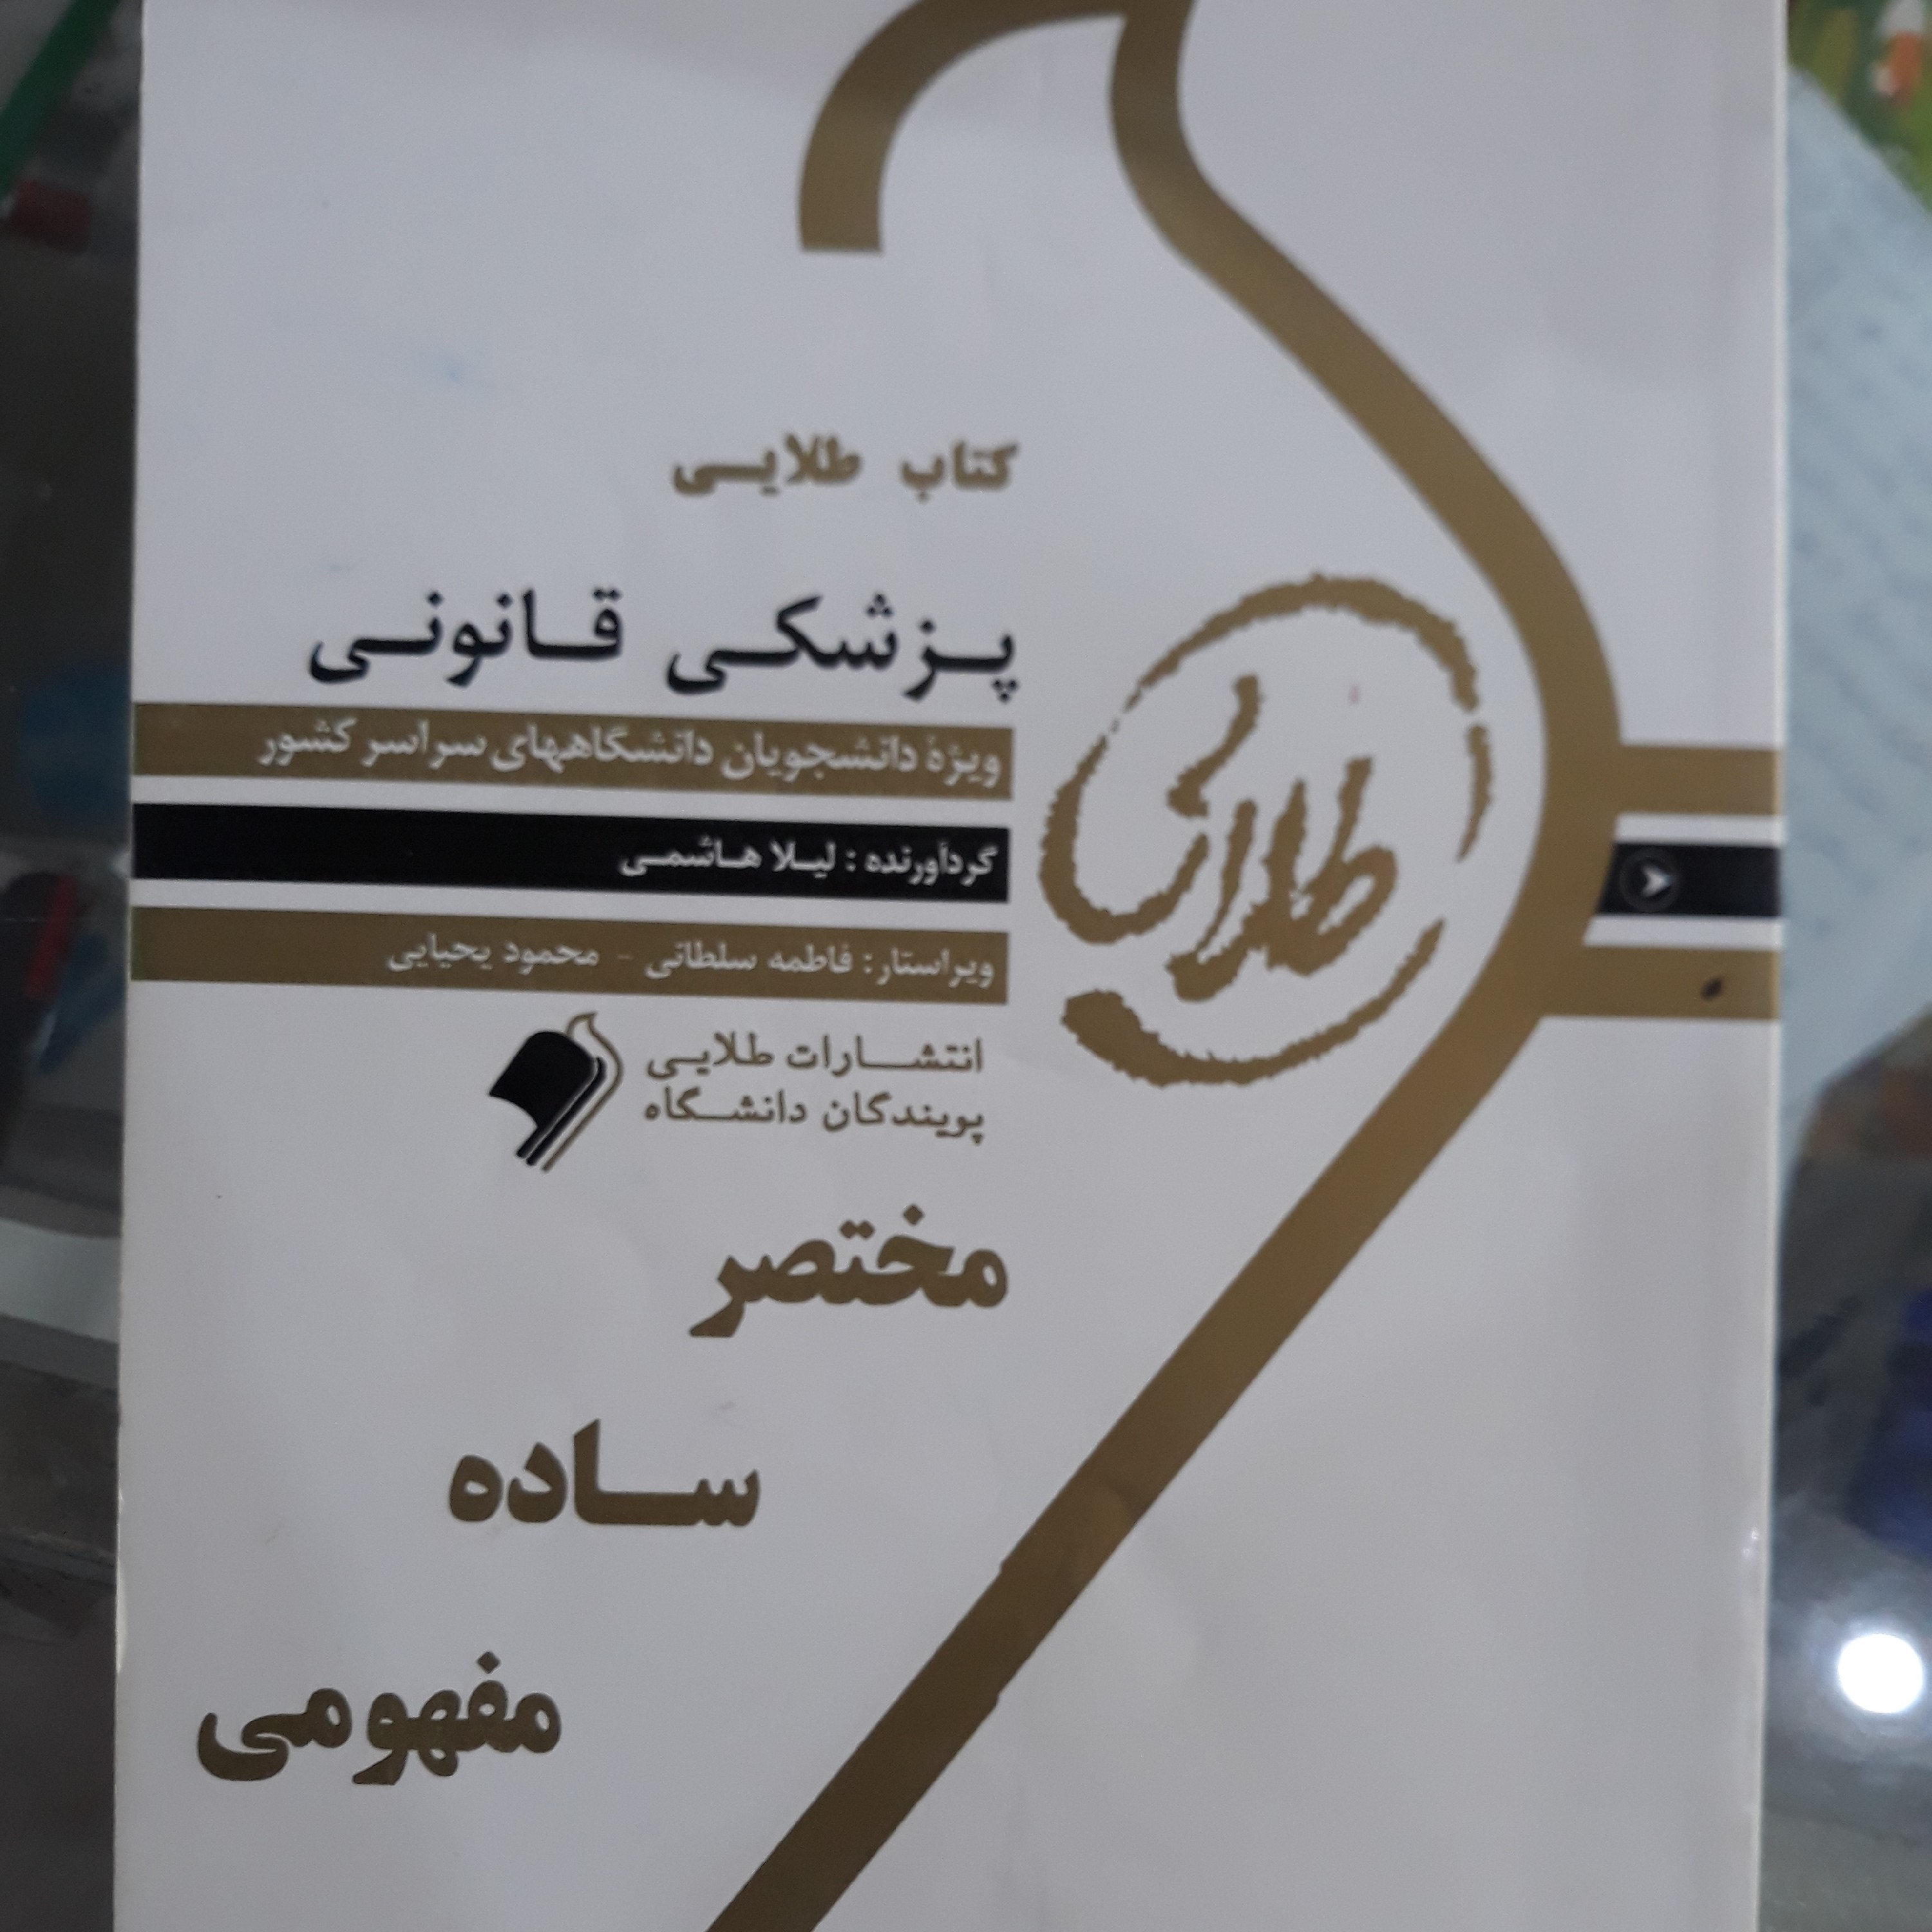 کتاب طلایی
پزشکی قانونی
ویژهٔ دانشجویان دانشگاههای سراسر کشور
گردآورنده : لیلا هاشمی
ویراستار: فاطمه سلطانی - محمود یحیایی
طلایی
انتشارات طلایی
پویندگان دانشگاه
مختصر
ساده
مفهومی